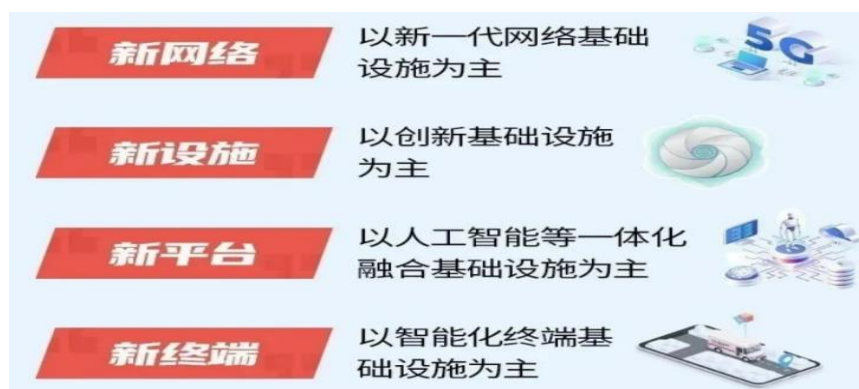 新网络
以新一代网络基础
设施为主
5G
新设施
以创新基础设施
为主
新平台
以人工智能等一体化
融合基础设施为主
新终端
以智能化终端基
础设施为主